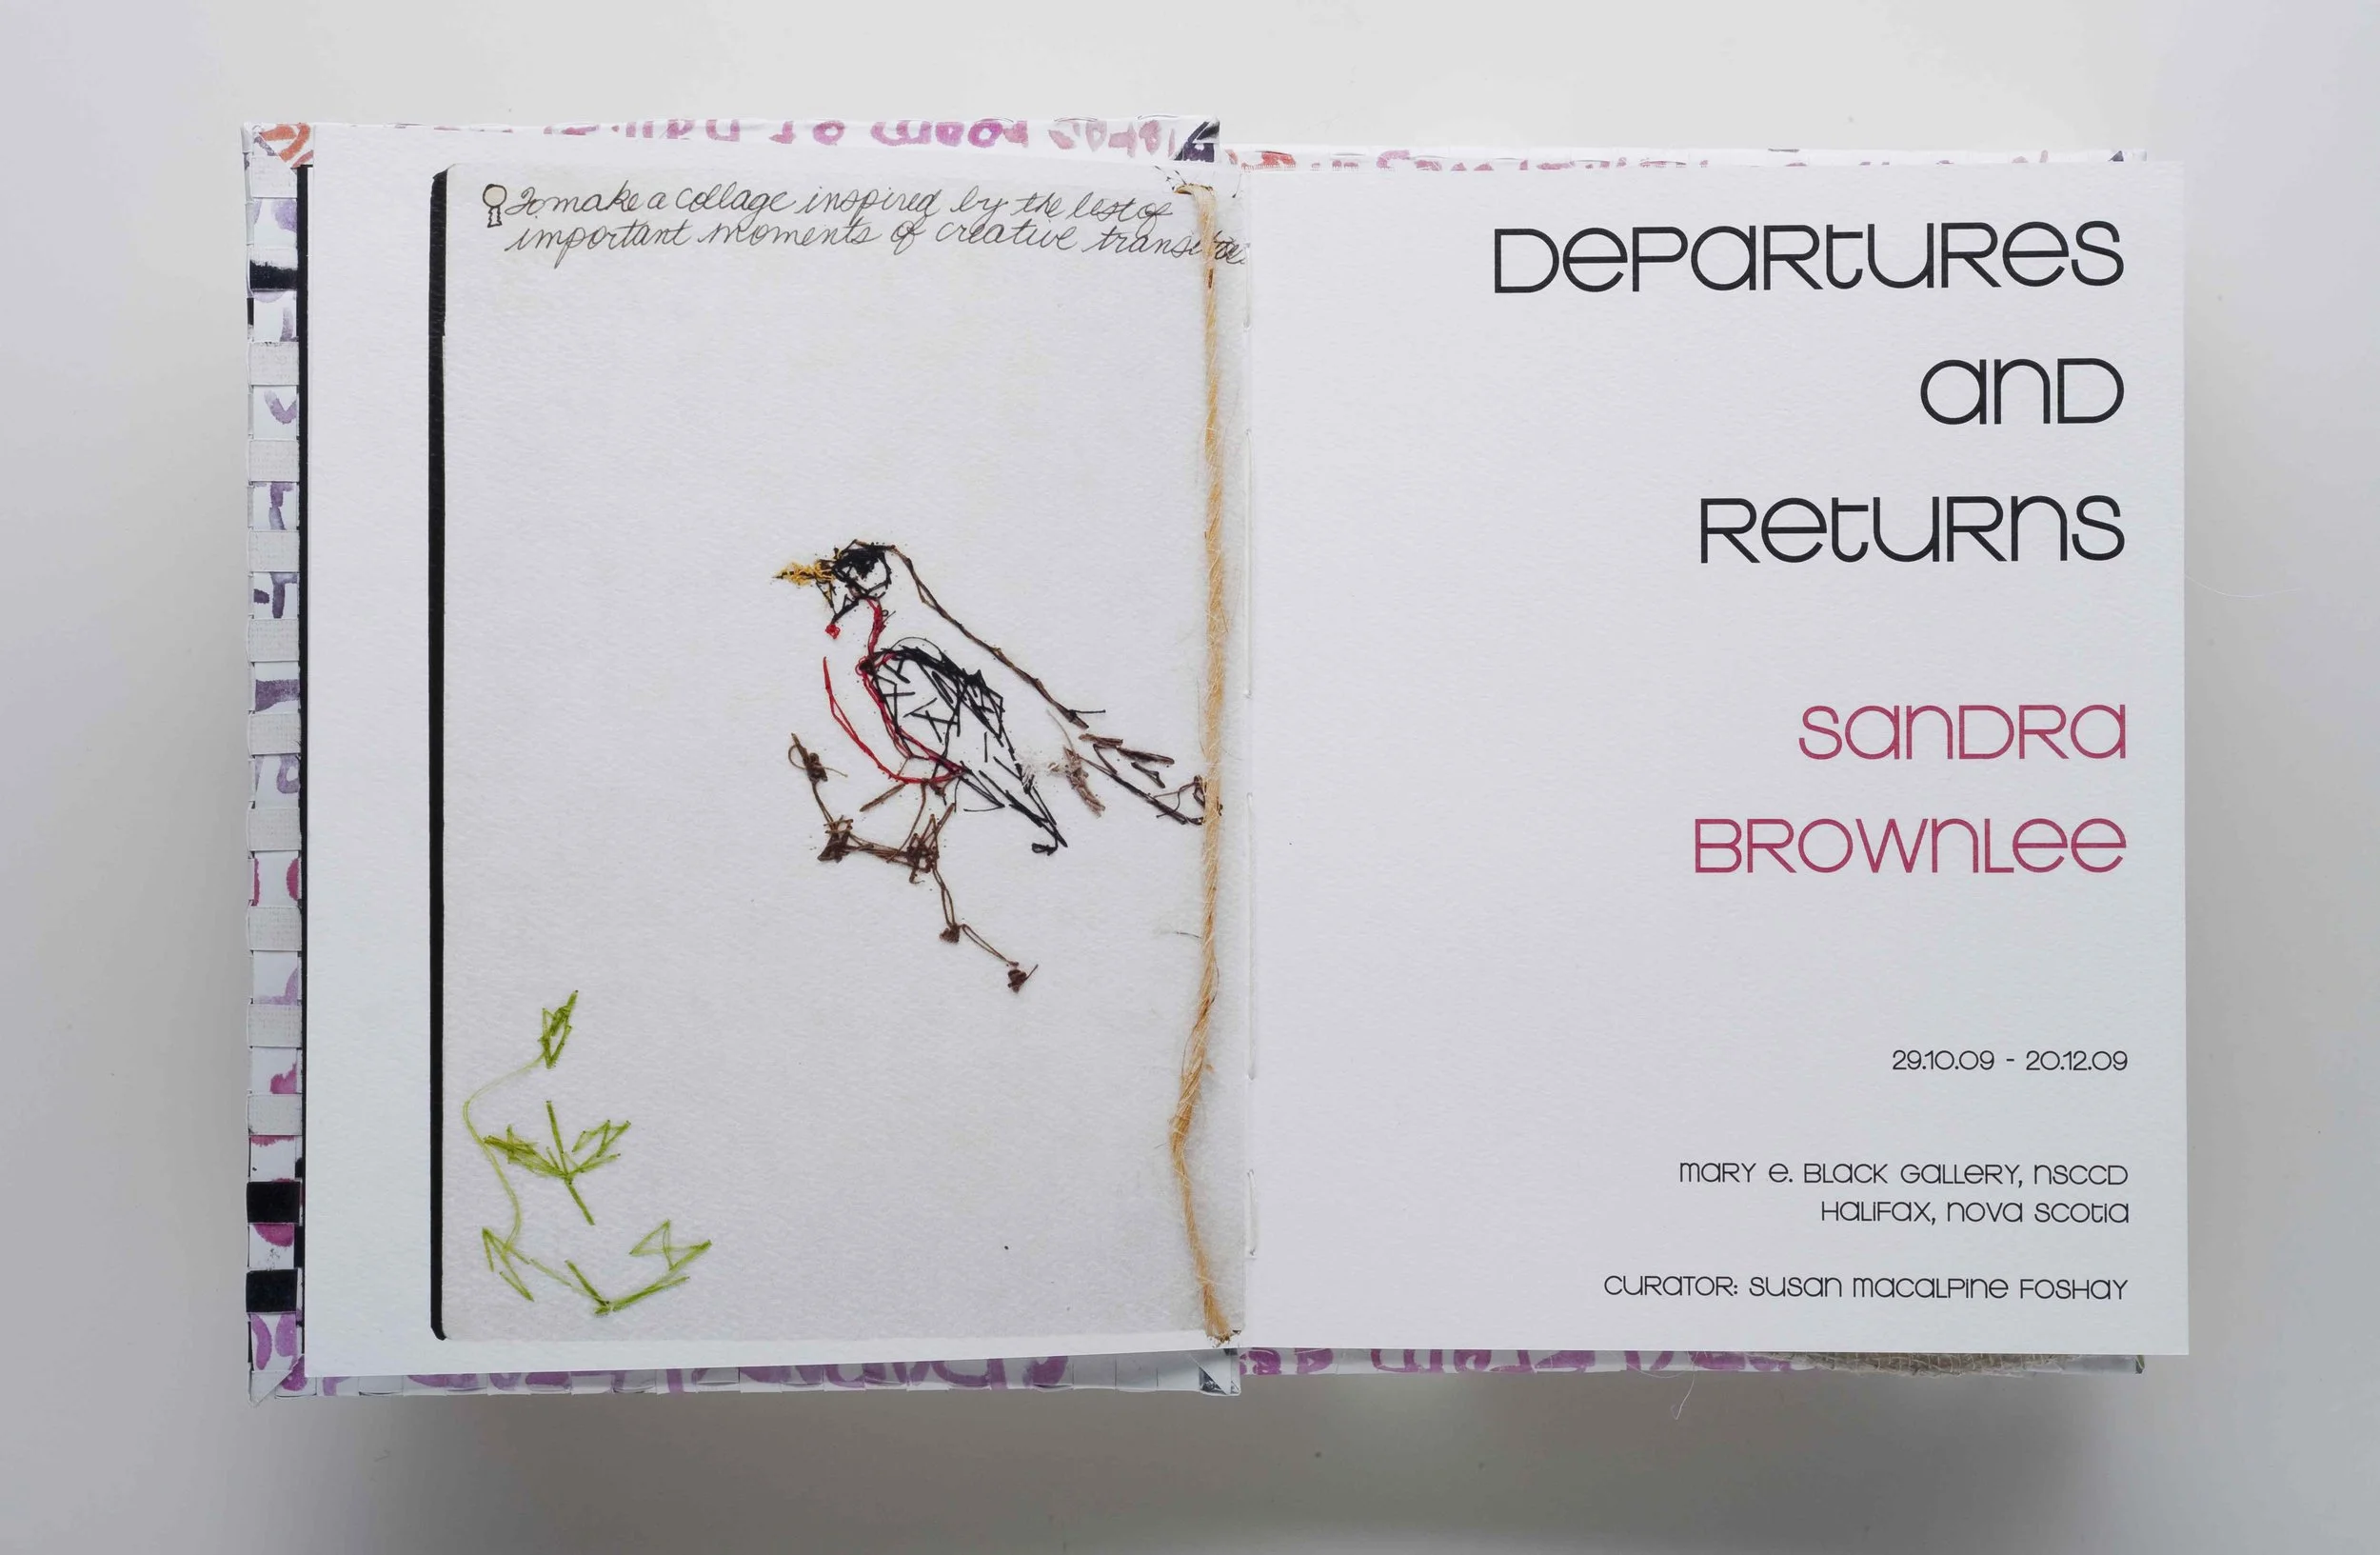 To make a collage inspired by the list of
important moments of creative
Departures
and
Returns
Sandra
Brownlee
29.10.09 - 20.12.09
Mary E. Black Gallery, NSCCD
Halifax, Nova Scotia
Curator: Susan MacAlpine Foshay